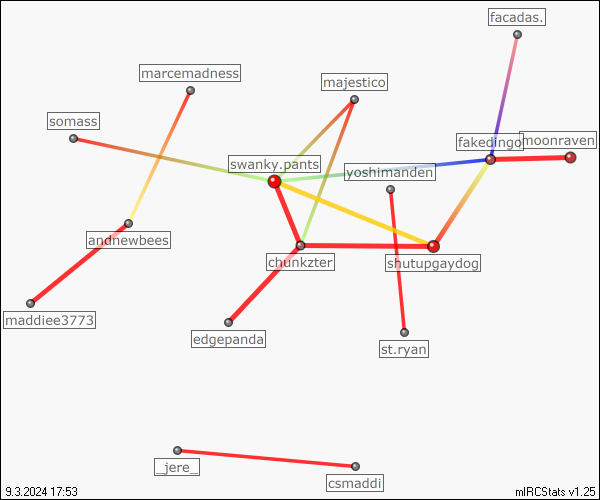 facadas.
marcemadness
majestico
somass
fakedingo
moonraven
swanky.pants
yoshimanden
andnewbees
chunkzter
shutupgaydog
maddiee3773
edgepanda
st.ryan
_jere_
csmaddi
9.3.2024 17:53
mIRCStats v1.25